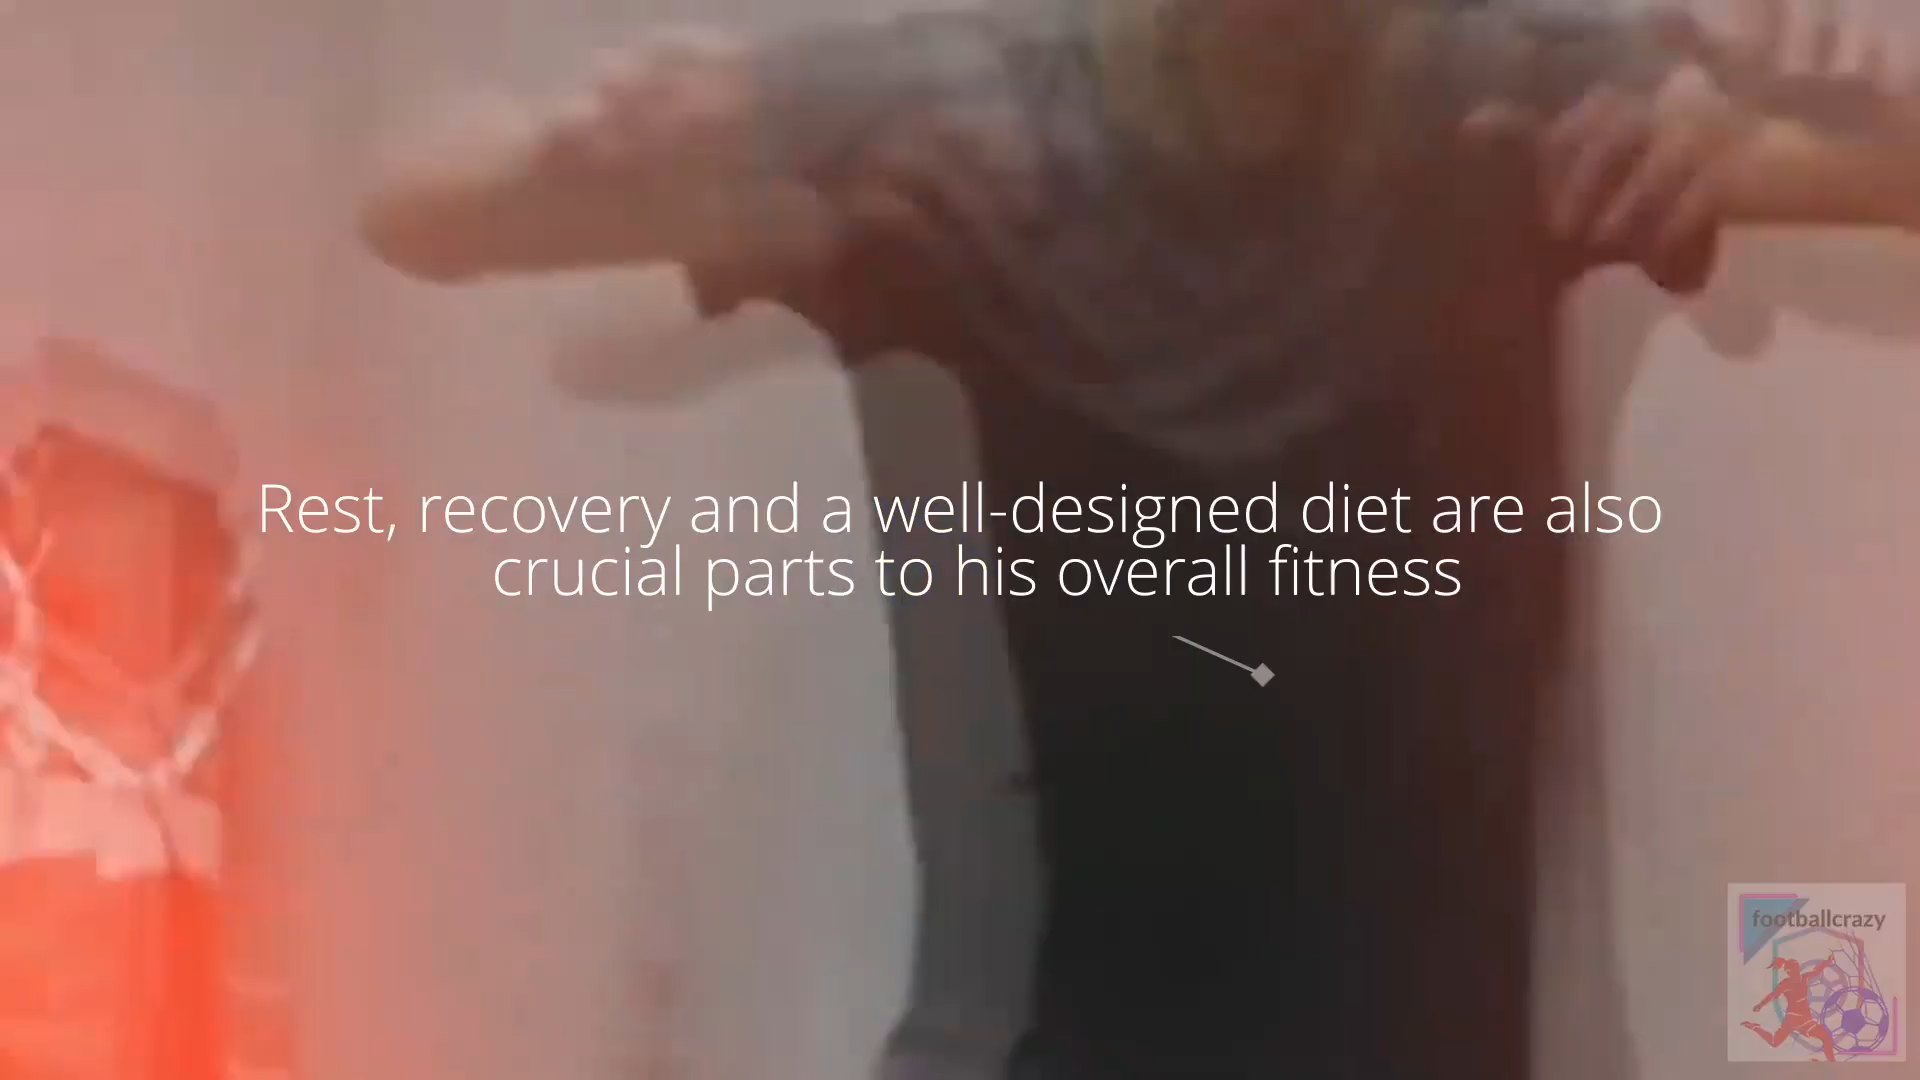 Rest, recovery and a well-designed diet are also
crucial parts to his overall fitness
footballcrazy